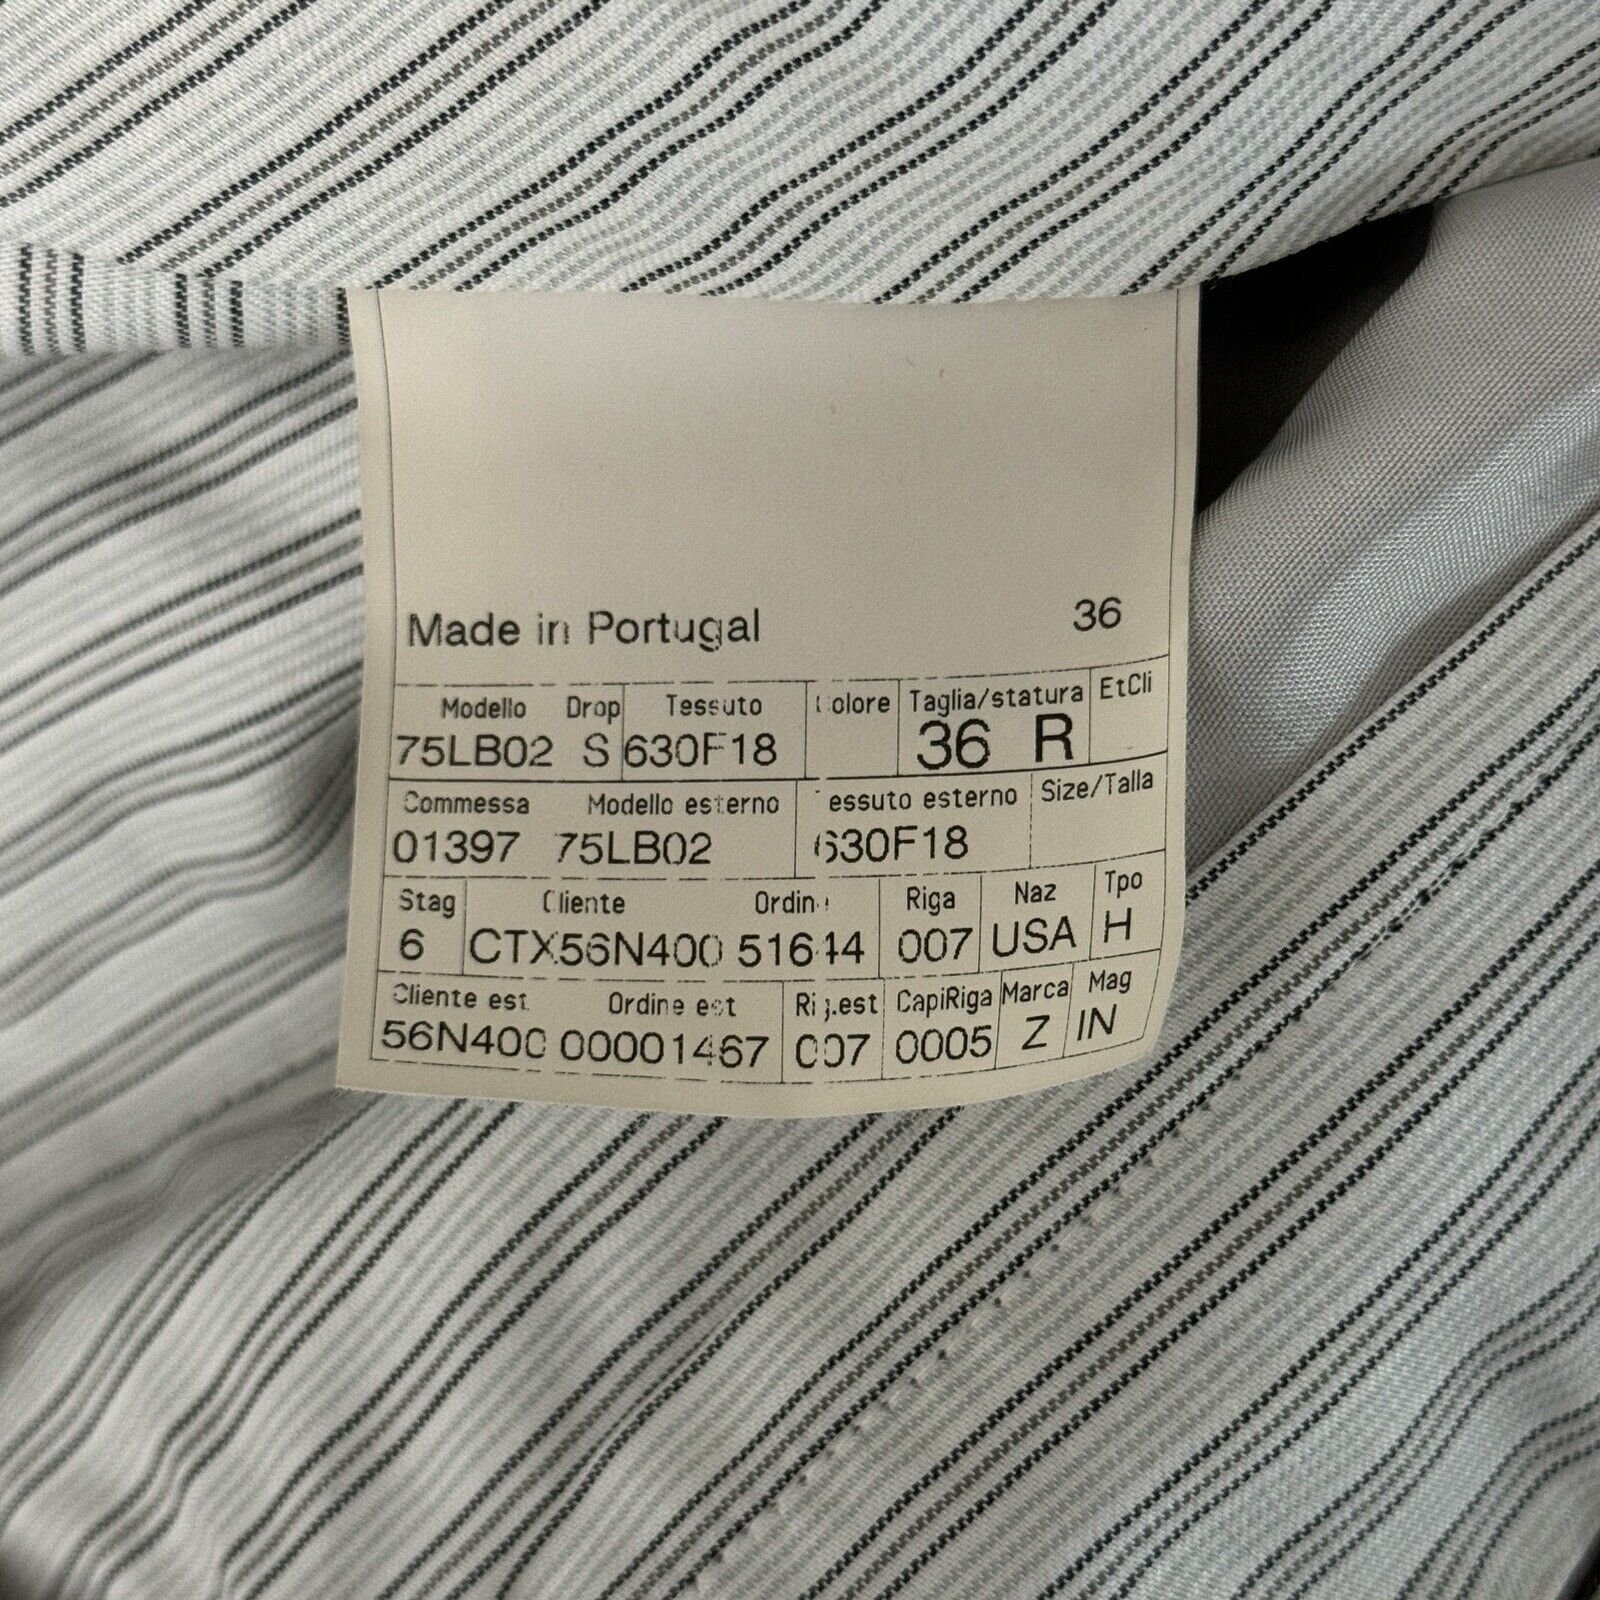 Made in Portugal 36
Modello Drop Tessuto Colore Taglia/statura EtCli
75LB02 S 630F18 36 R
Commessa Modello esterno Tessuto esterno Size/Talla
01397 75LB02 630F18
Stag Cliente Ordine Riga Naz Tpo
6 CTX56N400 51644 007 USA H
Cliente est Ordine est Rig.est CapiRiga Marca Mag
56N400 00001467 007 0005 Z IN